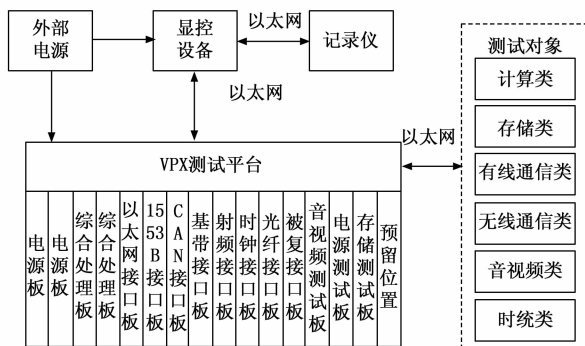 外部
电源
显控
设备
以太网
记录仪
以太网
VPX测试平台
以太网
电源板
电源板
综合处理板
综合处理板
以太网接口板
1553B接口板
CAN接口板
基带接口板
射频接口板
时钟接口板
光纤接口板
被复接口板
音视频测试板
电源测试板
存储测试板
预留位置
测试对象
计算类
存储类
有线通信类
无线通信类
音视频类
时统类